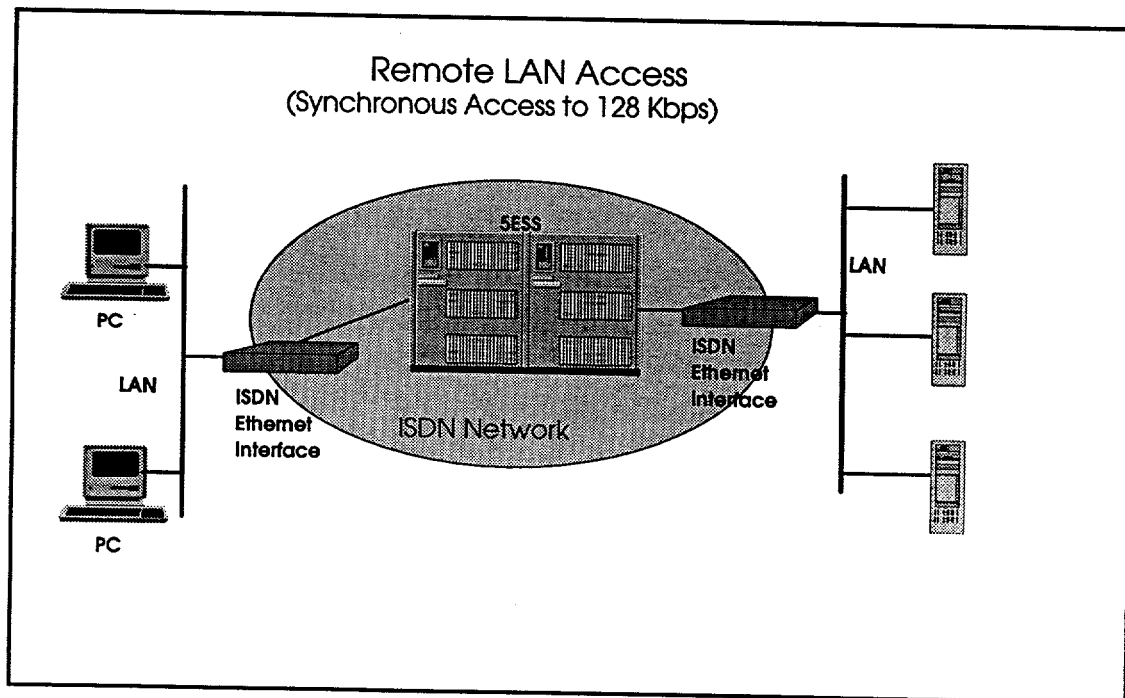 Remote LAN Access
(Synchronous Access to 128 Kbps)
5ESS
PC
LAN
ISDN
Ethernet
Interface
ISDN Network
ISDN
Ethernet
Interface
LAN
PC